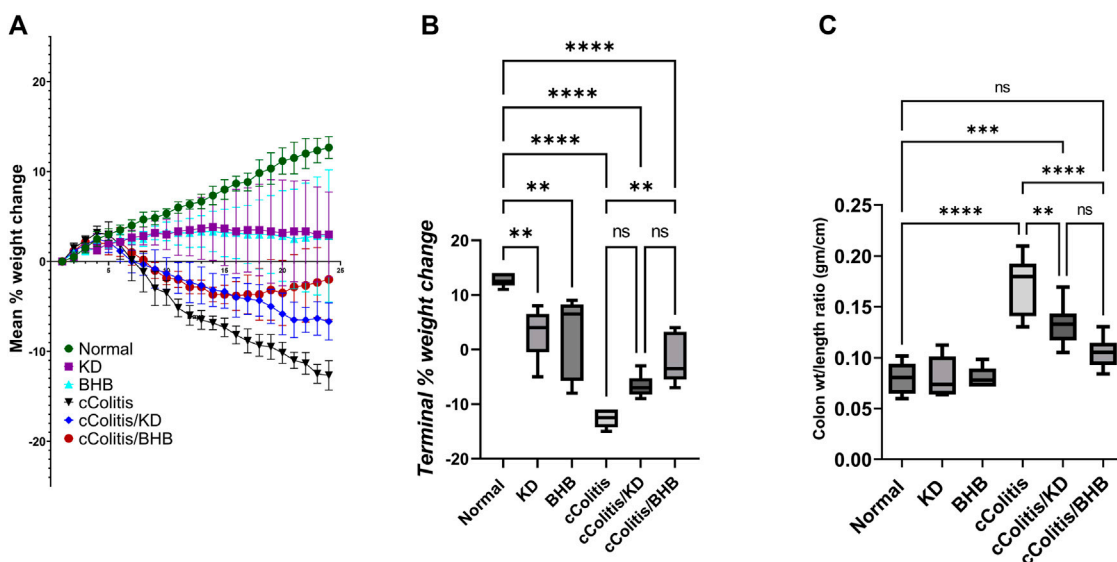 A
Mean % weight change
20
10
0
-10
-20
5
10
15
20
25
Normal
KD
BHB
cColitis
cColitis/KD
cColitis/BHB
B
****
****
****
**
**
**
ns
ns
Terminal % weight change
20
10
0
-10
-20
Normal
KD
BHB
cColitis
cColitis/KD
cColitis/BHB
C
ns
***
****
****
**
ns
Colon wt/length ratio (gm/cm)
0.25
0.20
0.15
0.10
0.05
0.00
Normal
KD
BHB
cColitis
cColitis/KD
cColitis/BHB